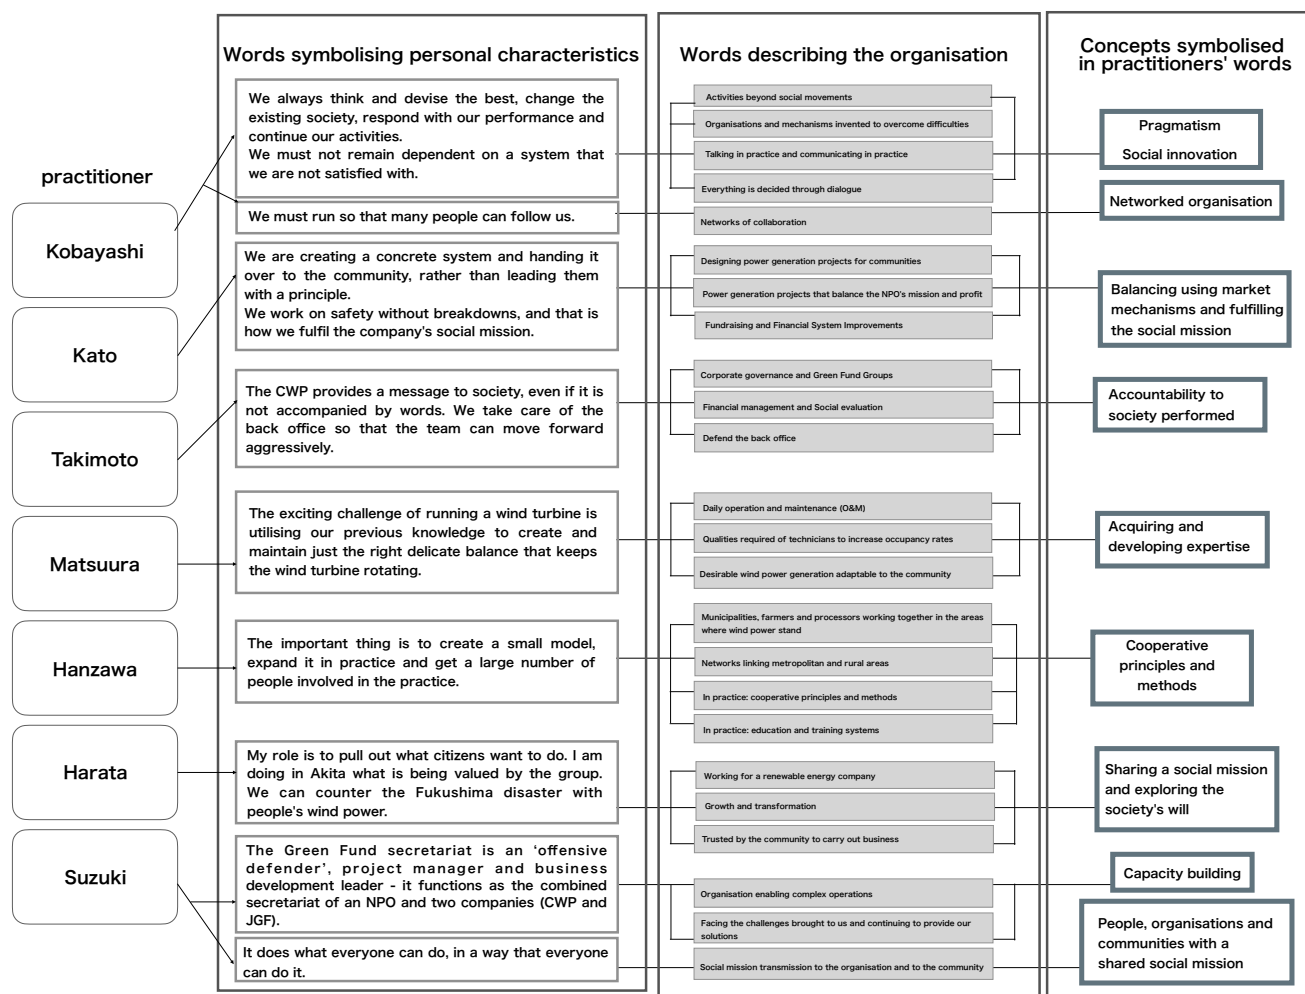 Words symbolising personal characteristics
Words describing the organisation
Concepts symbolised
in practitioners' words
practitioner
Kobayashi
Kato
Takimoto
Matsuura
Hanzawa
Harata
Suzuki
We always think and devise the best, change the
existing society, respond with our performance and
continue our activities.
We must not remain dependent on a system that
we are not satisfied with.
We must run so that many people can follow us.
We are creating a concrete system and handing it
over to the community, rather than leading them
with a principle.
We work on safety without breakdowns, and that is
how we fulfil the company's social mission.
The CWP provides a message to society, even if it is
not accompanied by words. We take care of the
back office so that the team can move forward
aggressively.
The exciting challenge of running a wind turbine is
utilising our previous knowledge to create and
maintain just the right delicate balance that keeps
the wind turbine rotating.
The important thing is to create a small model,
expand it in practice and get a large number of
people involved in the practice.
My role is to pull out what citizens want to do. I am
doing in Akita what is being valued by the group.
We can counter the Fukushima disaster with
people's wind power.
The Green Fund secretariat is an ‘offensive
defender’, project manager and business
development leader - it functions as the combined
secretariat of an NPO and two companies (CWP and
JGF).
It does what everyone can do, in a way that everyone
can do it.
Activities beyond social movements
Organisations and mechanisms invented to overcome difficulties
Talking in practice and communicating in practice
Everything is decided through dialogue
Networks of collaboration
Designing power generation projects for communities
Power generation projects that balance the NPO's mission and profit
Fundraising and Financial System Improvements
Corporate governance and Green Fund Groups
Financial management and Social evaluation
Defend the back office
Daily operation and maintenance (O&M)
Qualities required of technicians to increase occupancy rates
Desirable wind power generation adaptable to the community
Municipalities, farmers and processors working together in the areas
where wind power stand
Networks linking metropolitan and rural areas
In practice: cooperative principles and methods
In practice: education and training systems
Working for a renewable energy company
Growth and transformation
Trusted by the community to carry out business
Organisation enabling complex operations
Facing the challenges brought to us and continuing to provide our
solutions
Social mission transmission to the organisation and to the community
Pragmatism
Social innovation
Networked organisation
Balancing using market
mechanisms and fulfilling
the social mission
Accountability to
society performed
Acquiring and
developing expertise
Cooperative
principles and
methods
Sharing a social mission
and exploring the
society's will
Capacity building
People, organisations and
communities with a
shared social mission